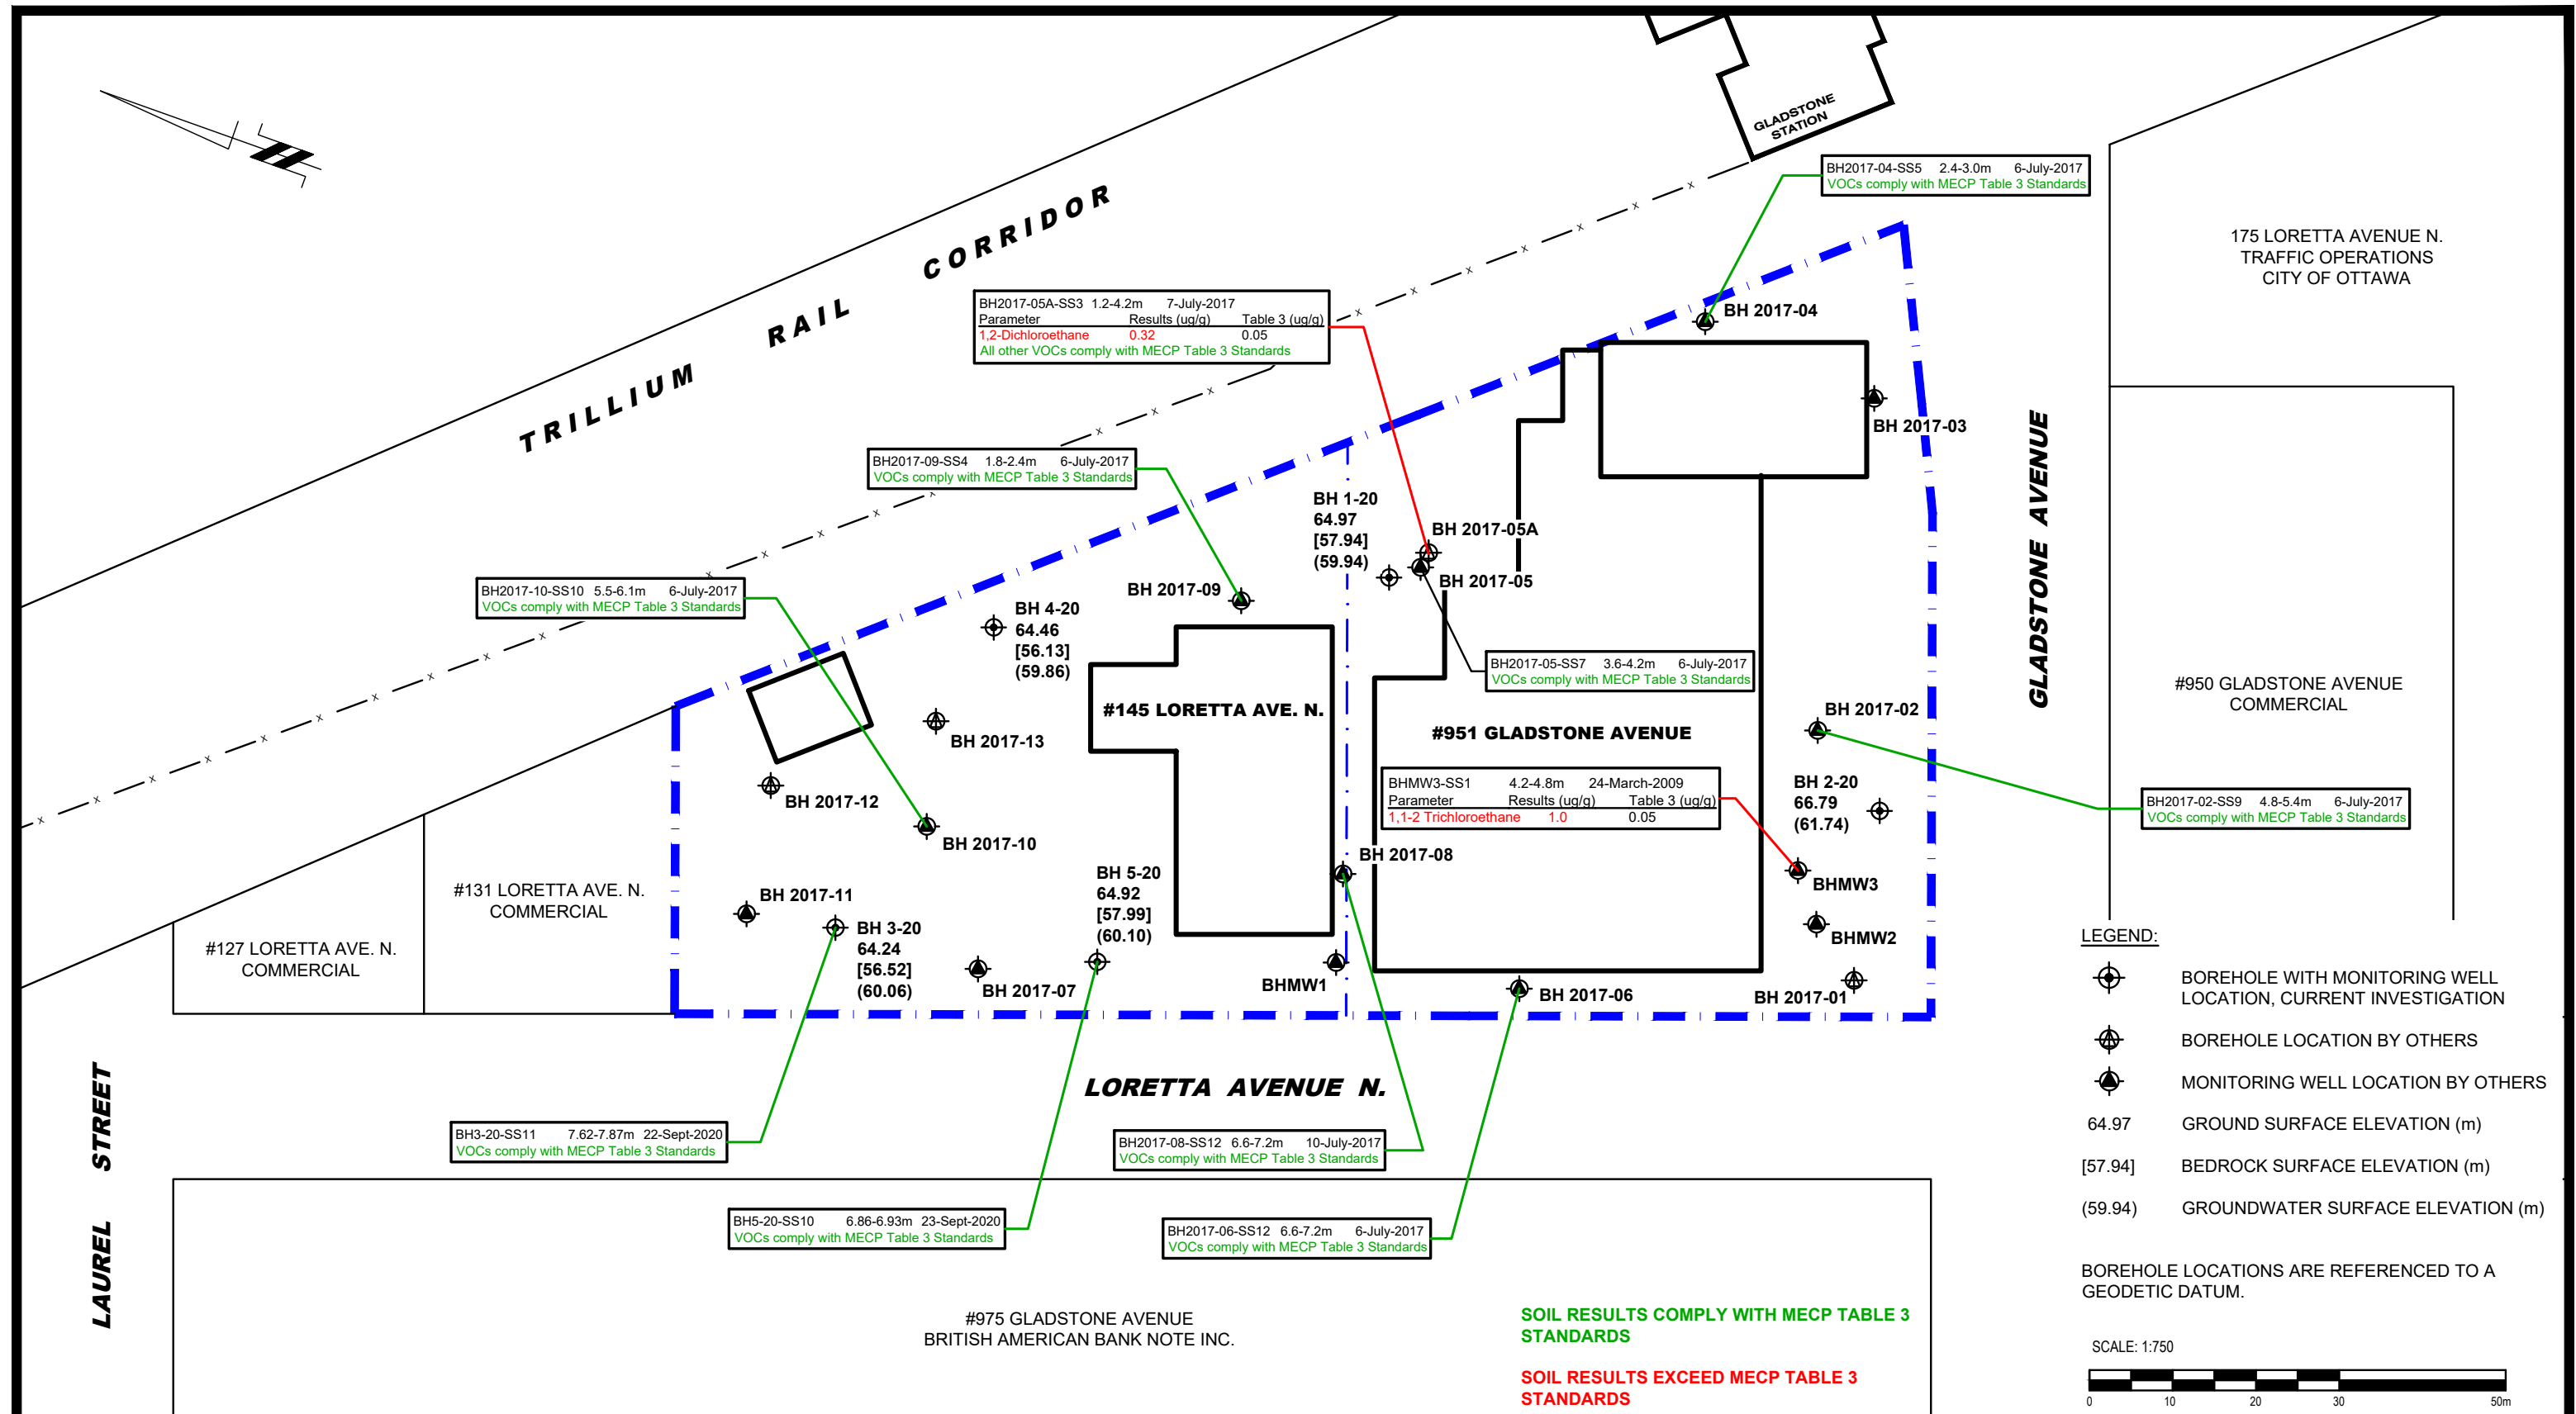 GLADSTONE
STATION
BH2017-04-SS5 2.4-3.0m 6-July-2017
VOCs comply with MECP Table 3 Standards
175 LORETTA AVENUE N.
TRAFFIC OPERATIONS
CITY OF OTTAWA
TRILLIUM RAIL CORRIDOR
BH2017-05A-SS3 1.2-4.2m 7-July-2017
Parameter Results (ug/g) Table 3 (ug/g)
1,2-Dichloroethane 0.32 0.05
All other VOCs comply with MECP Table 3 Standards
BH 2017-04
BH 2017-03
GLADSTONE AVENUE
BH2017-09-SS4 1.8-2.4m 6-July-2017
VOCs comply with MECP Table 3 Standards
BH 1-20
64.97
[57.94]
(59.94)
BH 2017-05A
BH 2017-05
BH2017-10-SS10 5.5-6.1m 6-July-2017
VOCs comply with MECP Table 3 Standards
BH 2017-09
BH 4-20
64.46
[56.13]
(59.86)
BH2017-05-SS7 3.6-4.2m 6-July-2017
VOCs comply with MECP Table 3 Standards
#950 GLADSTONE AVENUE
COMMERCIAL
#145 LORETTA AVE. N.
#951 GLADSTONE AVENUE
BH 2017-02
BH 2017-13
BH 2017-12
BHMW3-SS1 4.2-4.8m 24-March-2009
Parameter Results (ug/g) Table 3 (ug/g)
1,1-2 Trichloroethane 1.0 0.05
BH 2-20
66.79
(61.74)
BH2017-02-SS9 4.8-5.4m 6-July-2017
VOCs comply with MECP Table 3 Standards
BH 2017-10
BH 2017-08
BH 5-20
64.92
[57.99]
(60.10)
BHMW3
#131 LORETTA AVE. N.
COMMERCIAL
BH 2017-11
BH 3-20
64.24
[56.52]
(60.06)
#127 LORETTA AVE. N.
COMMERCIAL
BHMW2
BH 2017-07
BHMW1
BH 2017-06
BH 2017-01
LORETTA AVENUE N.
LAUREL STREET
BH3-20-SS11 7.62-7.87m 22-Sept-2020
VOCs comply with MECP Table 3 Standards
BH2017-08-SS12 6.6-7.2m 10-July-2017
VOCs comply with MECP Table 3 Standards
BH5-20-SS10 6.86-6.93m 23-Sept-2020
VOCs comply with MECP Table 3 Standards
BH2017-06-SS12 6.6-7.2m 6-July-2017
VOCs comply with MECP Table 3 Standards
#975 GLADSTONE AVENUE
BRITISH AMERICAN BANK NOTE INC.
SOIL RESULTS COMPLY WITH MECP TABLE 3
STANDARDS
SOIL RESULTS EXCEED MECP TABLE 3
STANDARDS
LEGEND:
BOREHOLE WITH MONITORING WELL
LOCATION, CURRENT INVESTIGATION
BOREHOLE LOCATION BY OTHERS
MONITORING WELL LOCATION BY OTHERS
64.97 GROUND SURFACE ELEVATION (m)
[57.94] BEDROCK SURFACE ELEVATION (m)
(59.94) GROUNDWATER SURFACE ELEVATION (m)
BOREHOLE LOCATIONS ARE REFERENCED TO A
GEODETIC DATUM.
SCALE: 1:750
0 10 20 30 50m